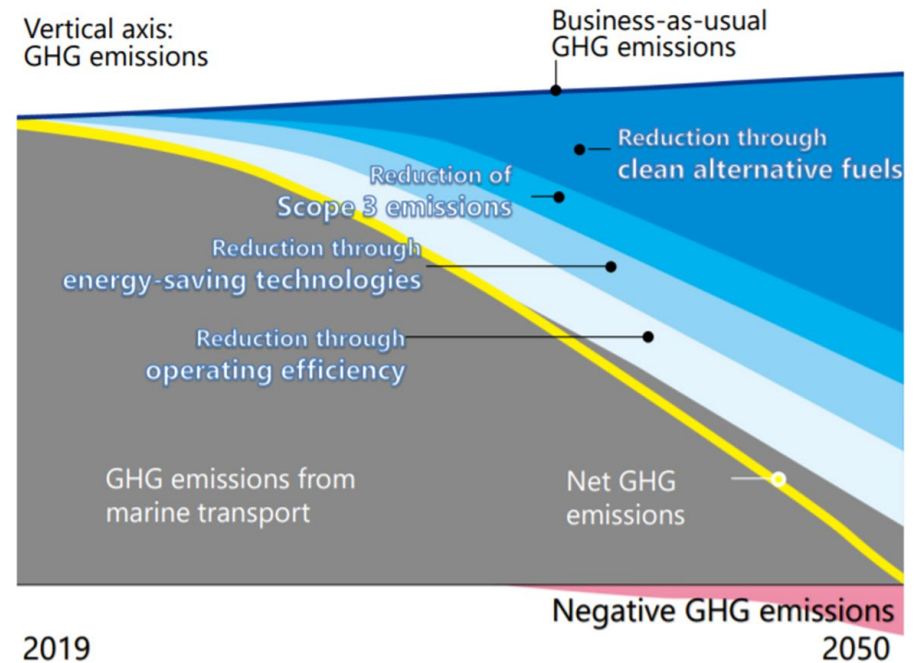 Vertical axis:
GHG emissions
Business-as-usual
GHG emissions
Reduction through
clean alternative fuels
Reduction of
Scope 3 emissions
Reduction through
energy-saving technologies
Reduction through
operating efficiency
GHG emissions from
marine transport
Net GHG
emissions
Negative GHG emissions
2019
2050